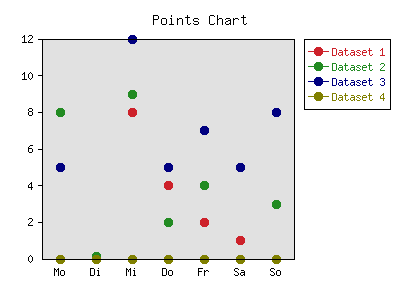 Points Chart
12
10
8
6
4
2
0
Mo Di Mi Do Fr Sa So
Dataset 1
Dataset 2
Dataset 3
Dataset 4